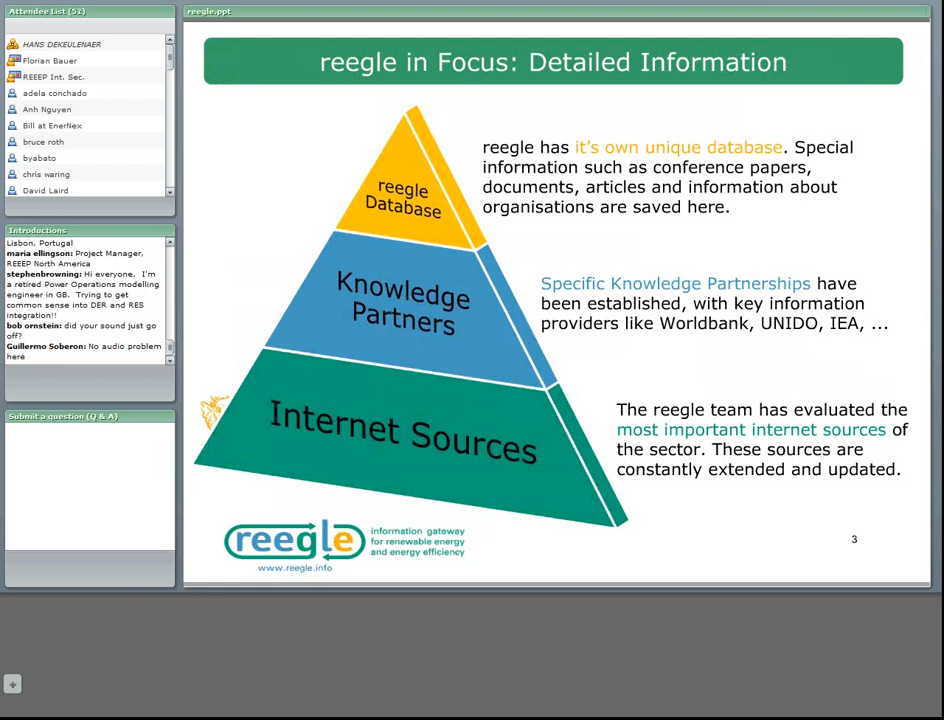 Attendee List (52)
HANS DEKEULENAER
Florian Bauer
REEEP Int. Sec.
adela conchado
Anh Nguyen
Bill at EnerNex
bruce roth
byabato
chris waring
David Laird
Introductions
Lisbon, Portugal
maria ellingson: Project Manager,
REEEP North America
stephenbrowning: Hi everyone. I'm
a retired Power Operations modelling
engineer in GB. Trying to get
common sense into DER and RES
integration!!
bob ornstein: did your sound just go
off?
Guillermo Soberon: No audio problem
here
Submit a question (Q & A)
reegle.ppt
reegle in Focus: Detailed Information
reegle
Database
reegle has it's own unique database. Special
information such as conference papers,
documents, articles and information about
organisations are saved here.
Knowledge
Partners
Specific Knowledge Partnerships have
been established, with key information
providers like Worldbank, UNIDO, IEA, ...
Internet Sources
The reegle team has evaluated the
most important internet sources of
the sector. These sources are
constantly extended and updated.
reegle
information gateway
for renewable energy
and energy efficiency
www.reegle.info
3